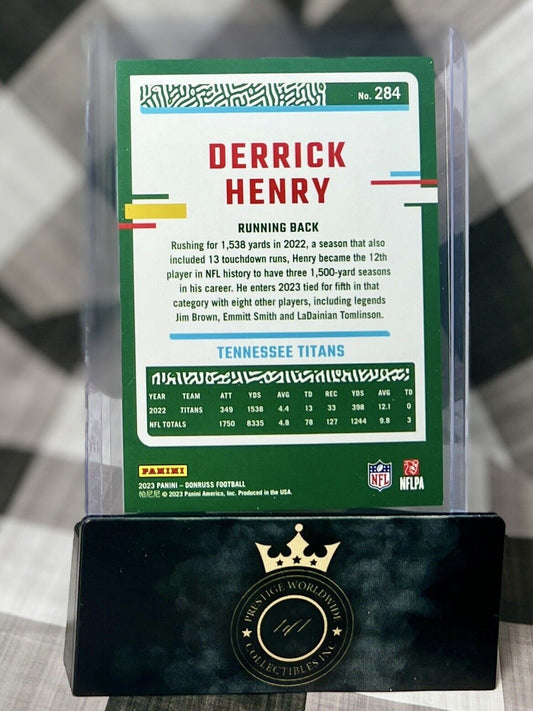 No. 284
DERRICK
HENRY
RUNNING BACK
Rushing for 1,538 yards in 2022, a season that also
included 13 touchdown runs, Henry became the 12th
player in NFL history to have three 1,500-yard seasons
in his career. He enters 2023 tied for fifth in that
category with eight other players, including legends
Jim Brown, Emmitt Smith and LaDainian Tomlinson.
TENNESSEE TITANS
YEAR TEAM ATT YDS AVG TD REC YDS AVG TD
2022 TITANS 349 1538 4.4 13 33 398 12.1 0
NFL TOTALS 1750 8335 4.8 78 127 1244 9.8 3
PANINI
2023 PANINI – DONRUSS FOOTBALL
帕尼尼 © 2023 Panini America, Inc. Produced in the USA.
NFL
NFLPA
PRESTIGE WORLDWIDE
1of1
COLLECTIBLES INC